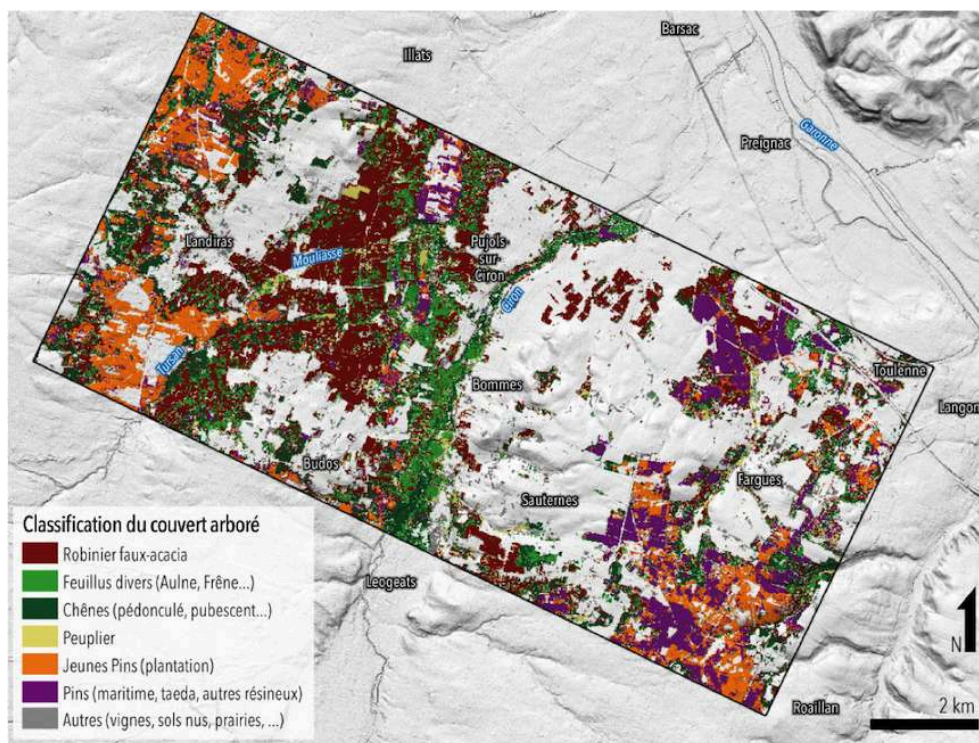 Illats
Barsac
Garonne
Preignac
Landiras
Mouliasse
Pujols-
sur-
Ciron
Ciron
Tursan
Bommes
Toulenne
Langon
Budos
Sauternes
Fargues
Leogeats
Roaillan
Classification du couvert arboré
Robinier faux-acacia
Feuillus divers (Aulne, Frêne...)
Chênes (pédonculé, pubescent...)
Peuplier
Jeunes Pins (plantation)
Pins (maritime, taeda, autres résineux)
Autres (vignes, sols nus, prairies, ...)
N
2 km